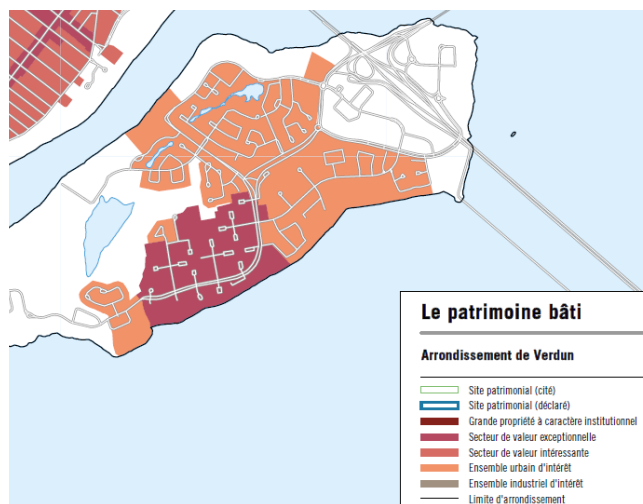 Le patrimoine bâti
Arrondissement de Verdun
Site patrimonial (cité)
Site patrimonial (déclaré)
Grande propriété à caractère institutionnel
Secteur de valeur exceptionnelle
Secteur de valeur intéressante
Ensemble urbain d'intérêt
Ensemble industriel d'intérêt
Limite d'arrondissement